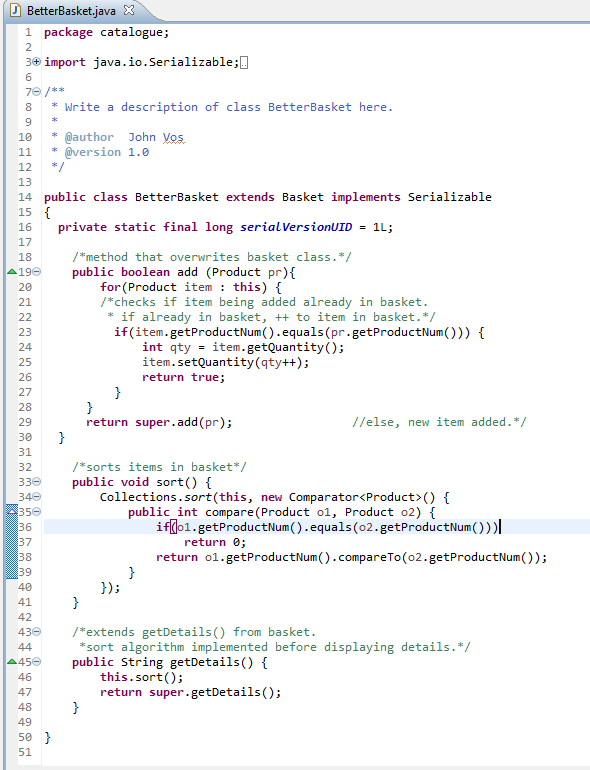 BetterBasket.java
1 package catalogue;
2
3 import java.io.Serializable;
6
7 /**
8  * Write a description of class BetterBasket here.
9  *
10  * @author  John Vos
11  * @version 1.0
12  */
13
14 public class BetterBasket extends Basket implements Serializable
15 {
16   private static final long serialVersionUID = 1L;
17
18     /*method that overwrites basket class.*/
19     public boolean add (Product pr){
20         for(Product item : this) {
21         /*checks if item being added already in basket.
22          * if already in basket, ++ to item in basket.*/
23           if(item.getProductNum().equals(pr.getProductNum())) {
24               int qty = item.getQuantity();
25               item.setQuantity(qty++);
26               return true;
27           }
28       }
29       return super.add(pr);                 //else, new item added.*/
30   }
31
32     /*sorts items in basket*/
33     public void sort() {
34         Collections.sort(this, new Comparator<Product>() {
35             public int compare(Product o1, Product o2) {
36                 if(o1.getProductNum().equals(o2.getProductNum()))
37                     return 0;
38                 return o1.getProductNum().compareTo(o2.getProductNum());
39             }
40         });
41     }
42
43     /*extends getDetails() from basket.
44      *sort algorithm implemented before displaying details.*/
45     public String getDetails() {
46         this.sort();
47         return super.getDetails();
48     }
49
50 }
51